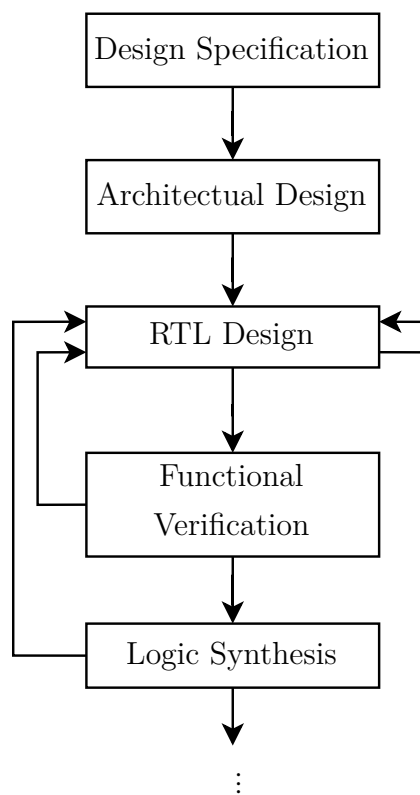 Design Specification
Architectual Design
RTL Design
Functional
Verification
Logic Synthesis
⋮